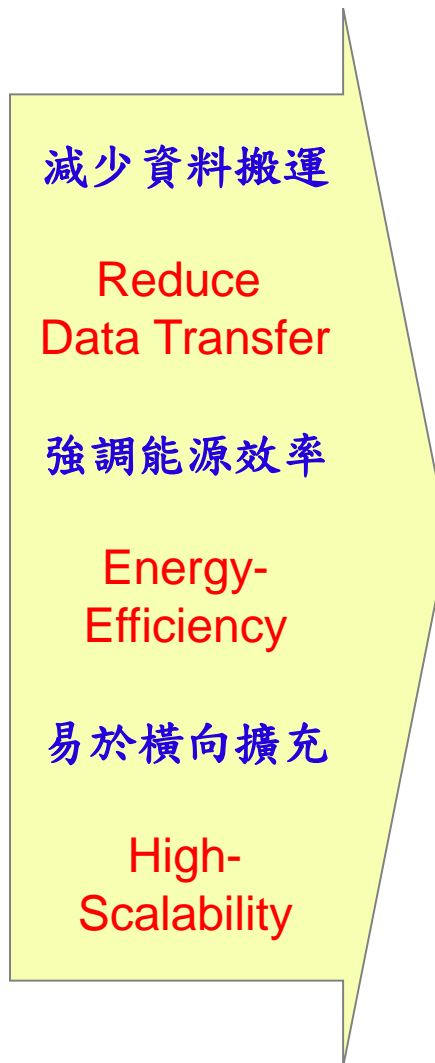 減少資料搬運
Reduce
Data Transfer
強調能源效率
Energy-
Efficiency
易於橫向擴充
High-
Scalability